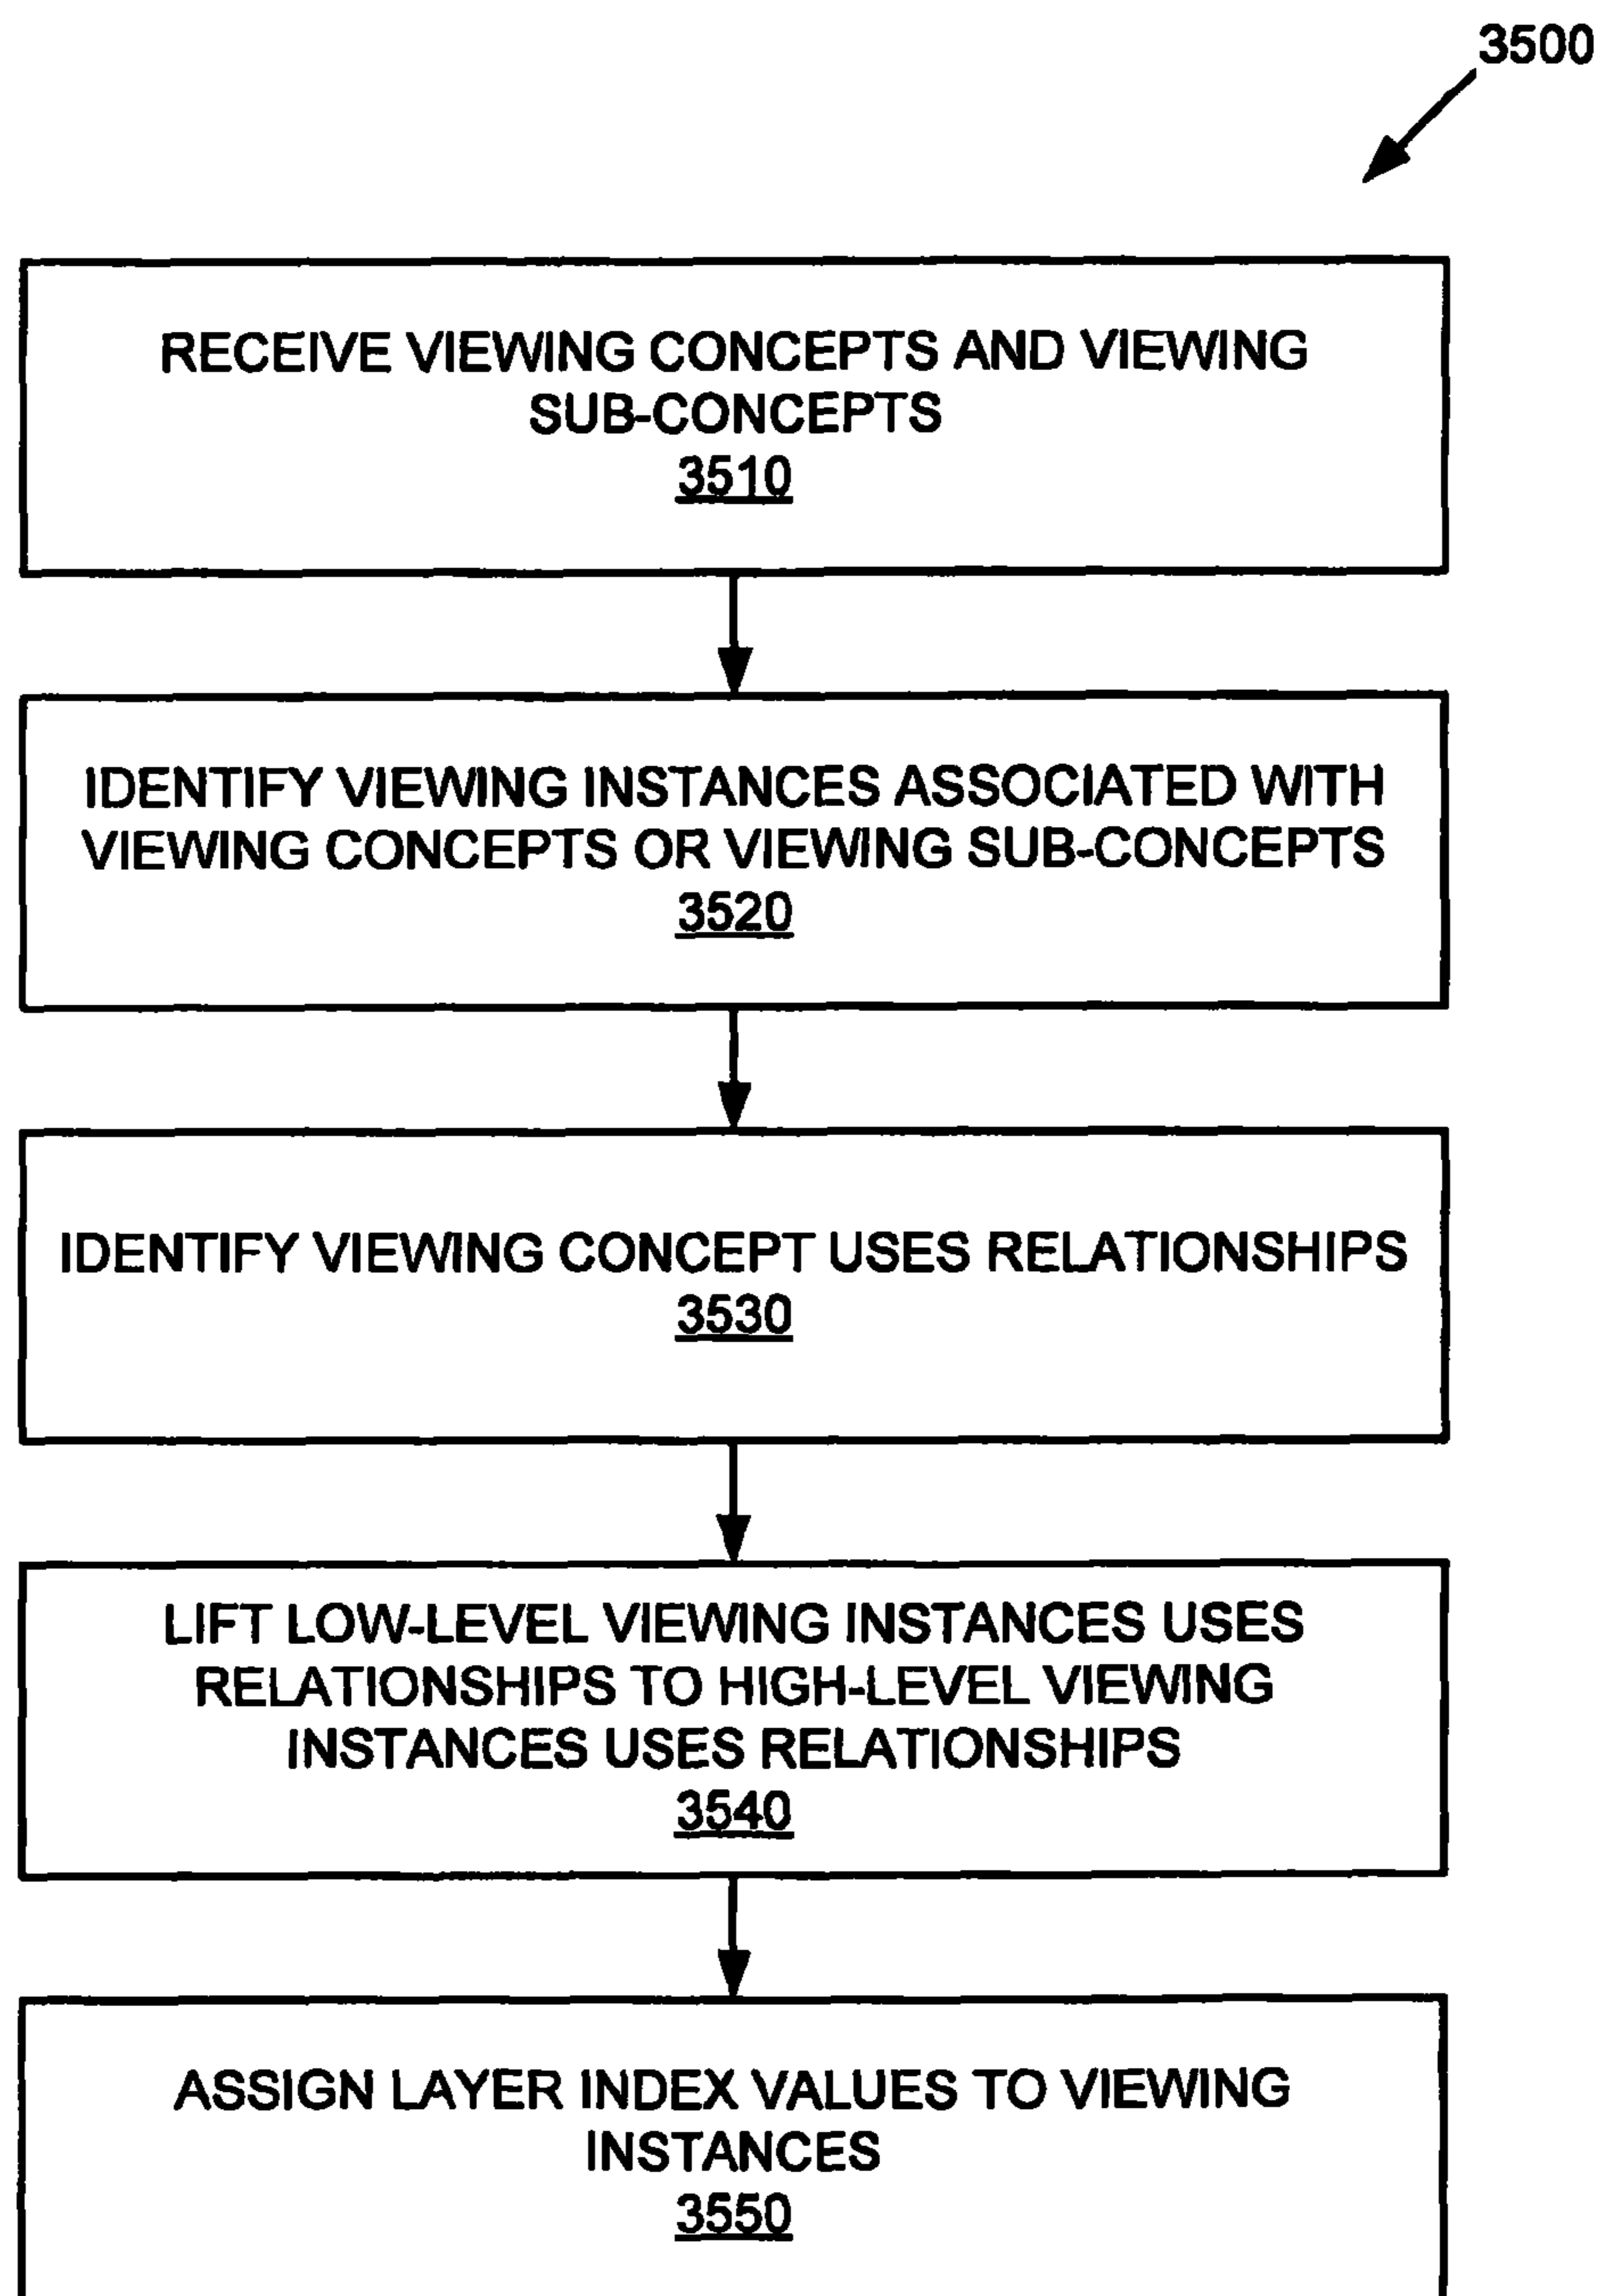 3500
RECEIVE VIEWING CONCEPTS AND VIEWING
SUB-CONCEPTS
3510
IDENTIFY VIEWING INSTANCES ASSOCIATED WITH
VIEWING CONCEPTS OR VIEWING SUB-CONCEPTS
3520
IDENTIFY VIEWING CONCEPT USES RELATIONSHIPS
3530
LIFT LOW-LEVEL VIEWING INSTANCES USES
RELATIONSHIPS TO HIGH-LEVEL VIEWING
INSTANCES USES RELATIONSHIPS
3540
ASSIGN LAYER INDEX VALUES TO VIEWING
INSTANCES
3550